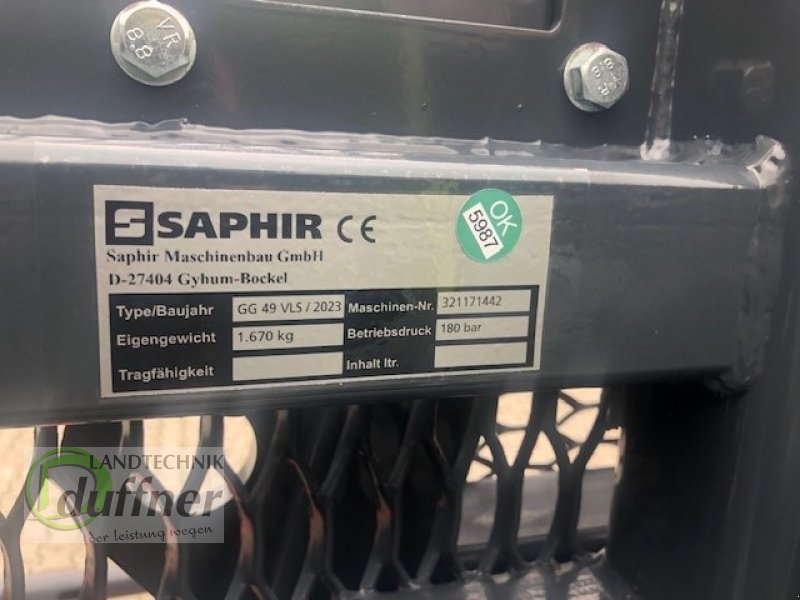 VR
8.8
8.8
SAPHIR CE
OK
5987
Saphir Maschinenbau GmbH
D-27404 Gyhum-Bockel
Type/Baujahr GG 49 VLS / 2023 Maschinen-Nr. 321171442
Eigengewicht 1.670 kg Betriebsdruck 180 bar
Tragfähigkeit Inhalt ltr.
LANDTECHNIK
duffner
der leistung wegen